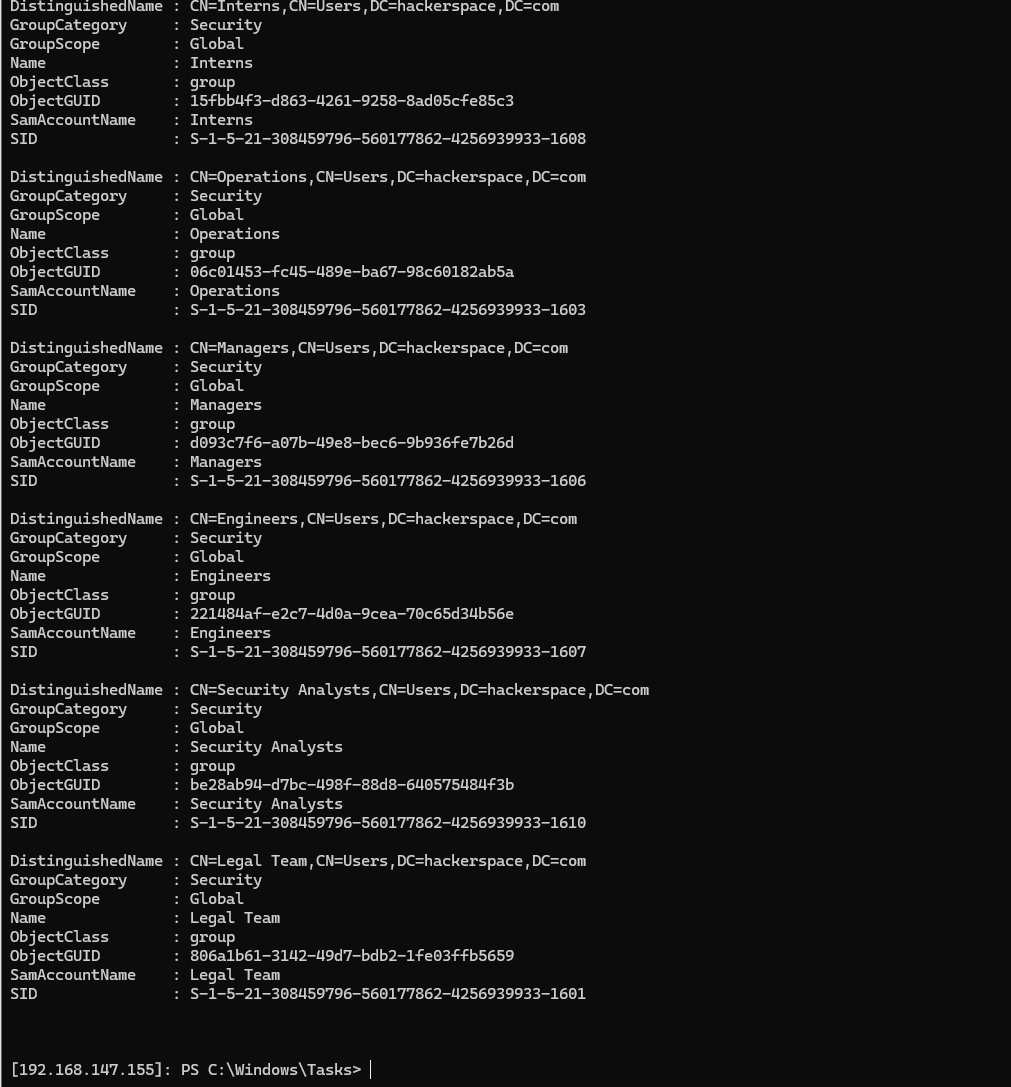 DistinguishedName : CN=Interns,CN=Users,DC=hackerspace,DC=com
GroupCategory     : Security
GroupScope        : Global
Name              : Interns
ObjectClass       : group
ObjectGUID        : 15fbb4f3-d863-4261-9258-8ad05cfe85c3
SamAccountName    : Interns
SID               : S-1-5-21-308459796-560177862-4256939933-1608

DistinguishedName : CN=Operations,CN=Users,DC=hackerspace,DC=com
GroupCategory     : Security
GroupScope        : Global
Name              : Operations
ObjectClass       : group
ObjectGUID        : 06c01453-fc45-489e-ba67-98c60182ab5a
SamAccountName    : Operations
SID               : S-1-5-21-308459796-560177862-4256939933-1603

DistinguishedName : CN=Managers,CN=Users,DC=hackerspace,DC=com
GroupCategory     : Security
GroupScope        : Global
Name              : Managers
ObjectClass       : group
ObjectGUID        : d093c7f6-a07b-49e8-bec6-9b936fe7b26d
SamAccountName    : Managers
SID               : S-1-5-21-308459796-560177862-4256939933-1606

DistinguishedName : CN=Engineers,CN=Users,DC=hackerspace,DC=com
GroupCategory     : Security
GroupScope        : Global
Name              : Engineers
ObjectClass       : group
ObjectGUID        : 221484af-e2c7-4d0a-9cea-70c65d34b56e
SamAccountName    : Engineers
SID               : S-1-5-21-308459796-560177862-4256939933-1607

DistinguishedName : CN=Security Analysts,CN=Users,DC=hackerspace,DC=com
GroupCategory     : Security
GroupScope        : Global
Name              : Security Analysts
ObjectClass       : group
ObjectGUID        : be28ab94-d7bc-498f-88d8-640575484f3b
SamAccountName    : Security Analysts
SID               : S-1-5-21-308459796-560177862-4256939933-1610

DistinguishedName : CN=Legal Team,CN=Users,DC=hackerspace,DC=com
GroupCategory     : Security
GroupScope        : Global
Name              : Legal Team
ObjectClass       : group
ObjectGUID        : 806a1b61-3142-49d7-bdb2-1fe03ffb5659
SamAccountName    : Legal Team
SID               : S-1-5-21-308459796-560177862-4256939933-1601

[192.168.147.155]: PS C:\Windows\Tasks>